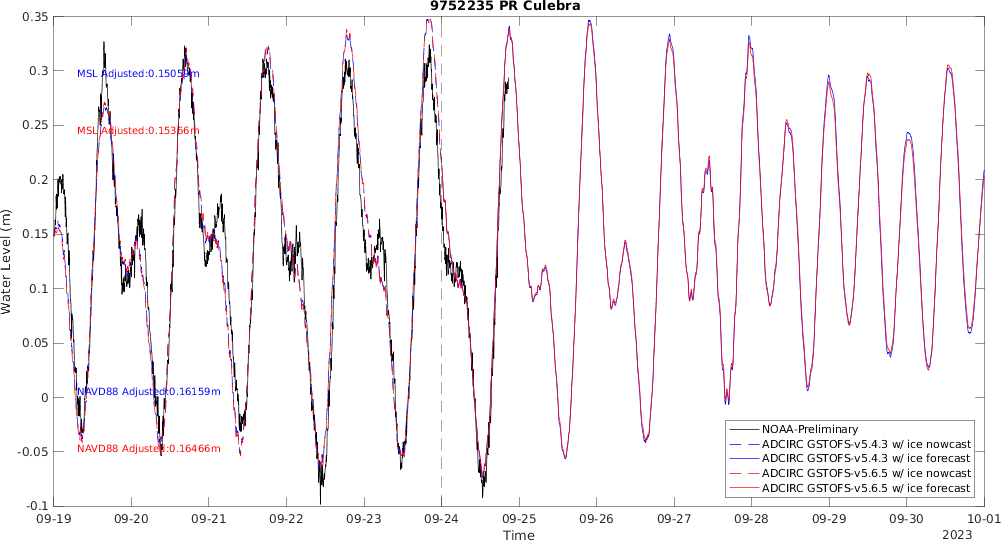 9752235 PR Culebra
Water Level (m)
0.35
0.3
0.25
0.2
0.15
0.1
0.05
0
-0.05
-0.1
MSL Adjusted:0.15059m
MSL Adjusted:0.15366m
NAVD88 Adjusted:0.16159m
NAVD88 Adjusted:0.16466m
NOAA-Preliminary
ADCIRC GSTOFS-v5.4.3 w/ ice nowcast
ADCIRC GSTOFS-v5.4.3 w/ ice forecast
ADCIRC GSTOFS-v5.6.5 w/ ice nowcast
ADCIRC GSTOFS-v5.6.5 w/ ice forecast
09-19 09-20 09-21 09-22 09-23 09-24 09-25 09-26 09-27 09-28 09-29 09-30 10-01
Time
2023